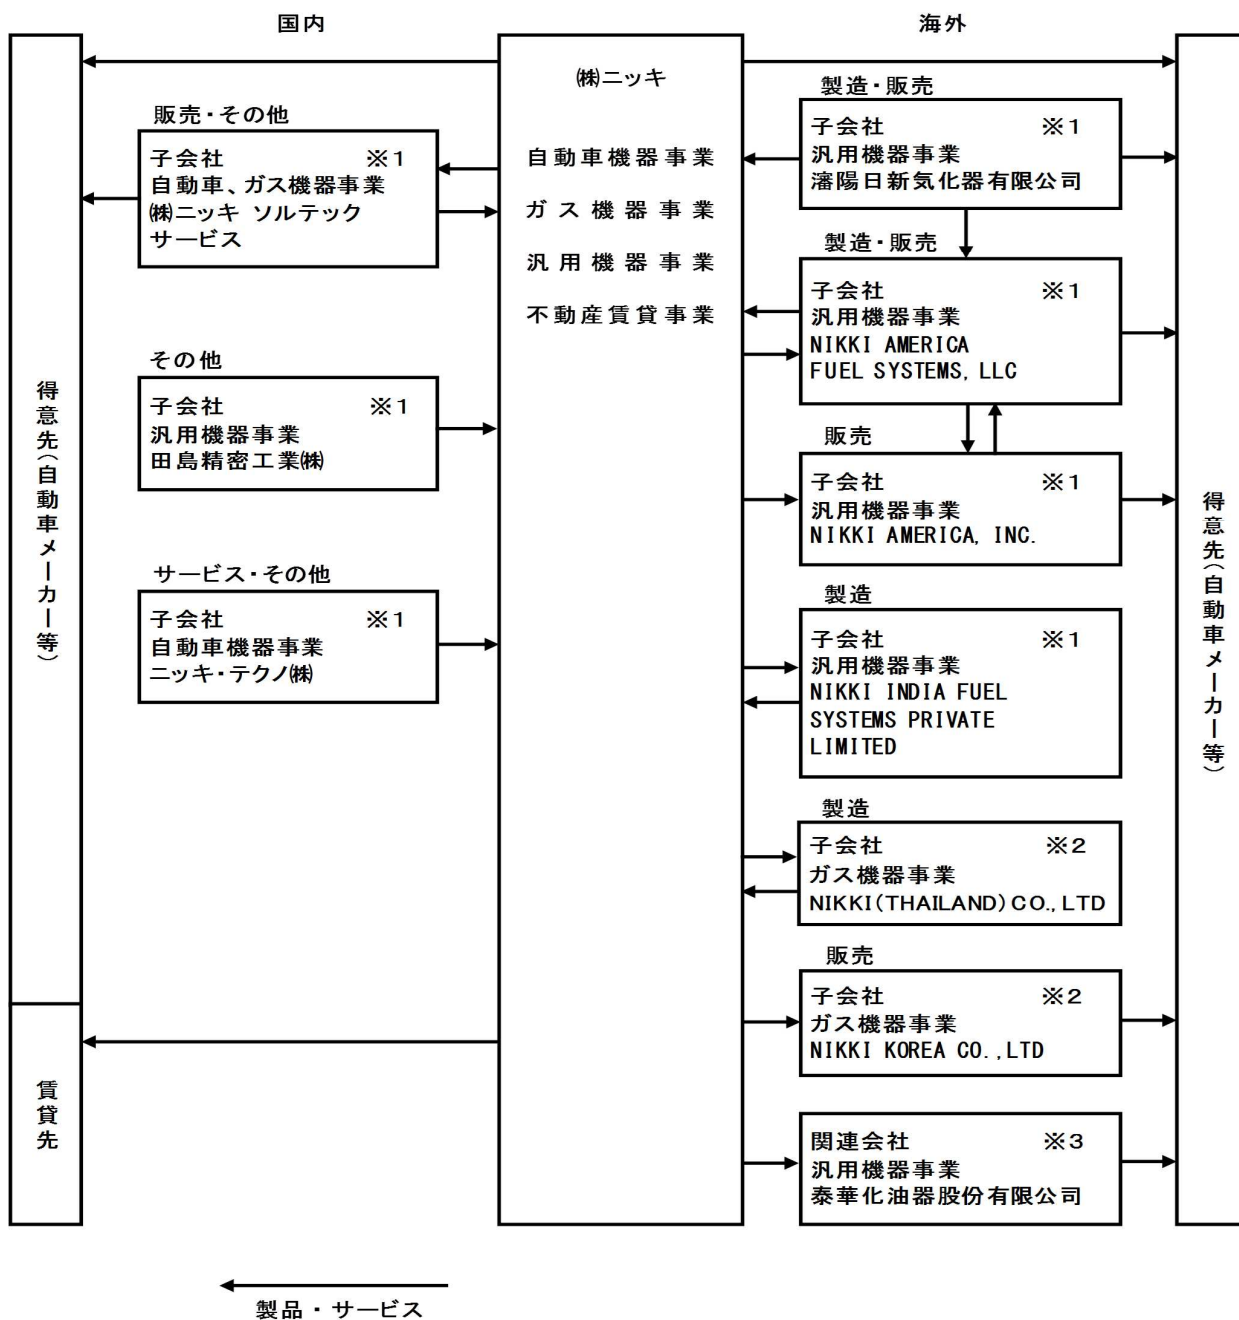 国内
海外
得意先(自動車メーカー等)
賃貸先
販売・その他
子会社 ※1
自動車、ガス機器事業
㈱ニッキ ソルテック
サービス
その他
子会社 ※1
汎用機器事業
田島精密工業㈱
サービス・その他
子会社 ※1
自動車機器事業
ニッキ・テクノ㈱
㈱ニッキ
自動車機器事業
ガス機器事業
汎用機器事業
不動産賃貸事業
製造・販売
子会社 ※1
汎用機器事業
瀋陽日新気化器有限公司
製造・販売
子会社 ※1
汎用機器事業
NIKKI AMERICA
FUEL SYSTEMS, LLC
販売
子会社 ※1
汎用機器事業
NIKKI AMERICA, INC.
製造
子会社 ※1
汎用機器事業
NIKKI INDIA FUEL
SYSTEMS PRIVATE
LIMITED
製造
子会社 ※2
ガス機器事業
NIKKI(THAILAND)CO.,LTD
販売
子会社 ※2
ガス機器事業
NIKKI KOREA CO.,LTD
関連会社 ※3
汎用機器事業
泰華化油器股份有限公司
得意先(自動車メーカー等)
製品・サービス